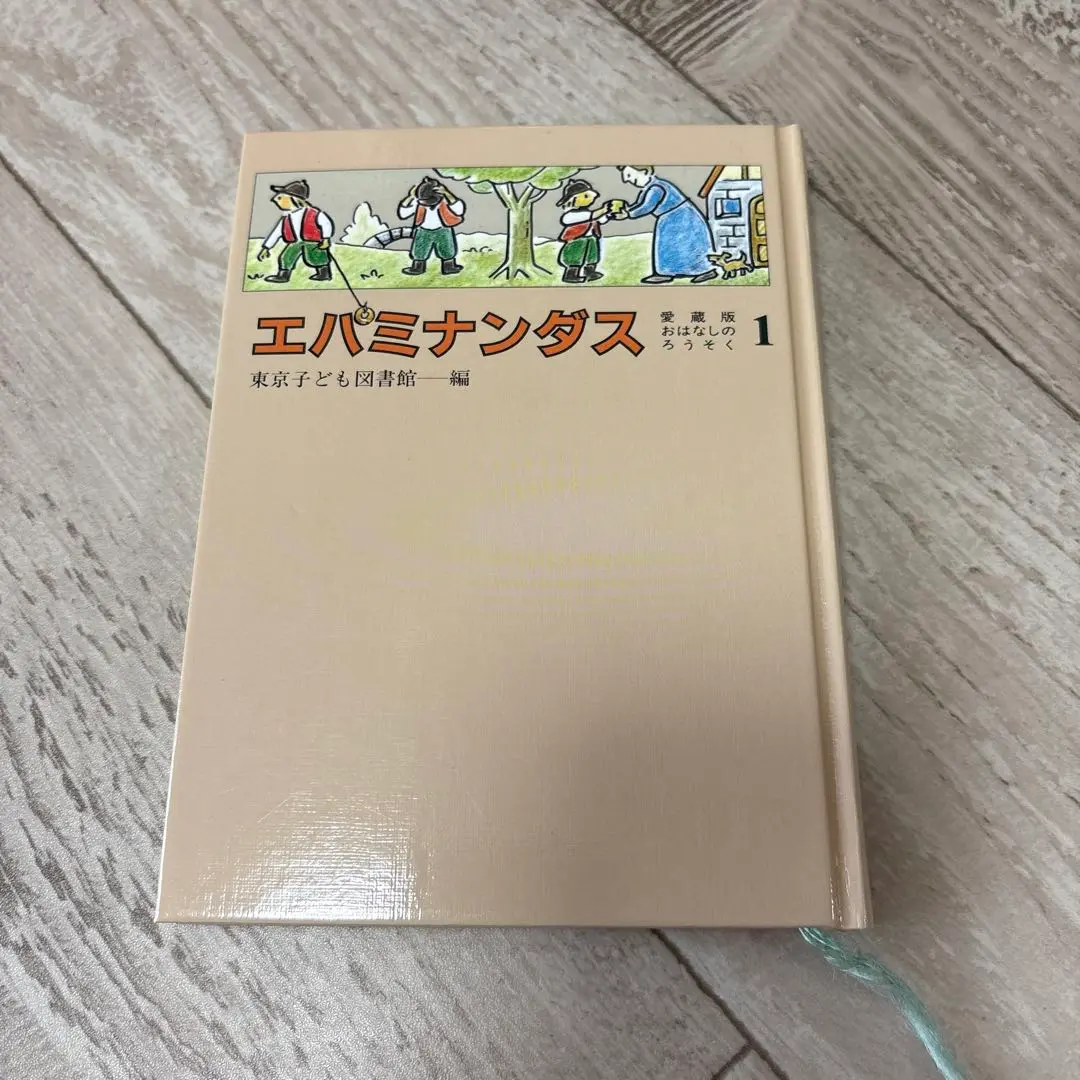 エパミナンダス
愛蔵版
おはなしの
ろうそく
1
東京子ども図書館──編